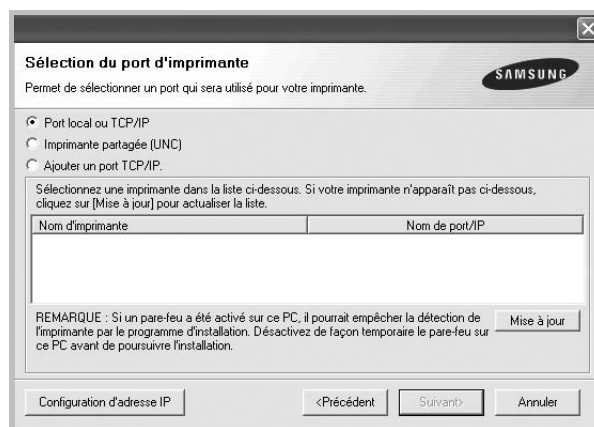 Sélection du port d'imprimante
Permet de sélectionner un port qui sera utilisé pour votre imprimante.
SAMSUNG
Port local ou TCP/IP
Imprimante partagée (UNC)
Ajouter un port TCP/IP.
Sélectionnez une imprimante dans la liste ci-dessous. Si votre imprimante n'apparaît pas ci-dessous,
cliquez sur [Mise à jour] pour actualiser la liste.
Nom d'imprimante
Nom de port/IP
REMARQUE : Si un pare-feu a été activé sur ce PC, il pourrait empêcher la détection de
l'imprimante par le programme d'installation. Désactivez de façon temporaire le pare-feu sur
ce PC avant de poursuivre l'installation.
Mise à jour
Configuration d'adresse IP
<Précédent
Suivant>
Annuler